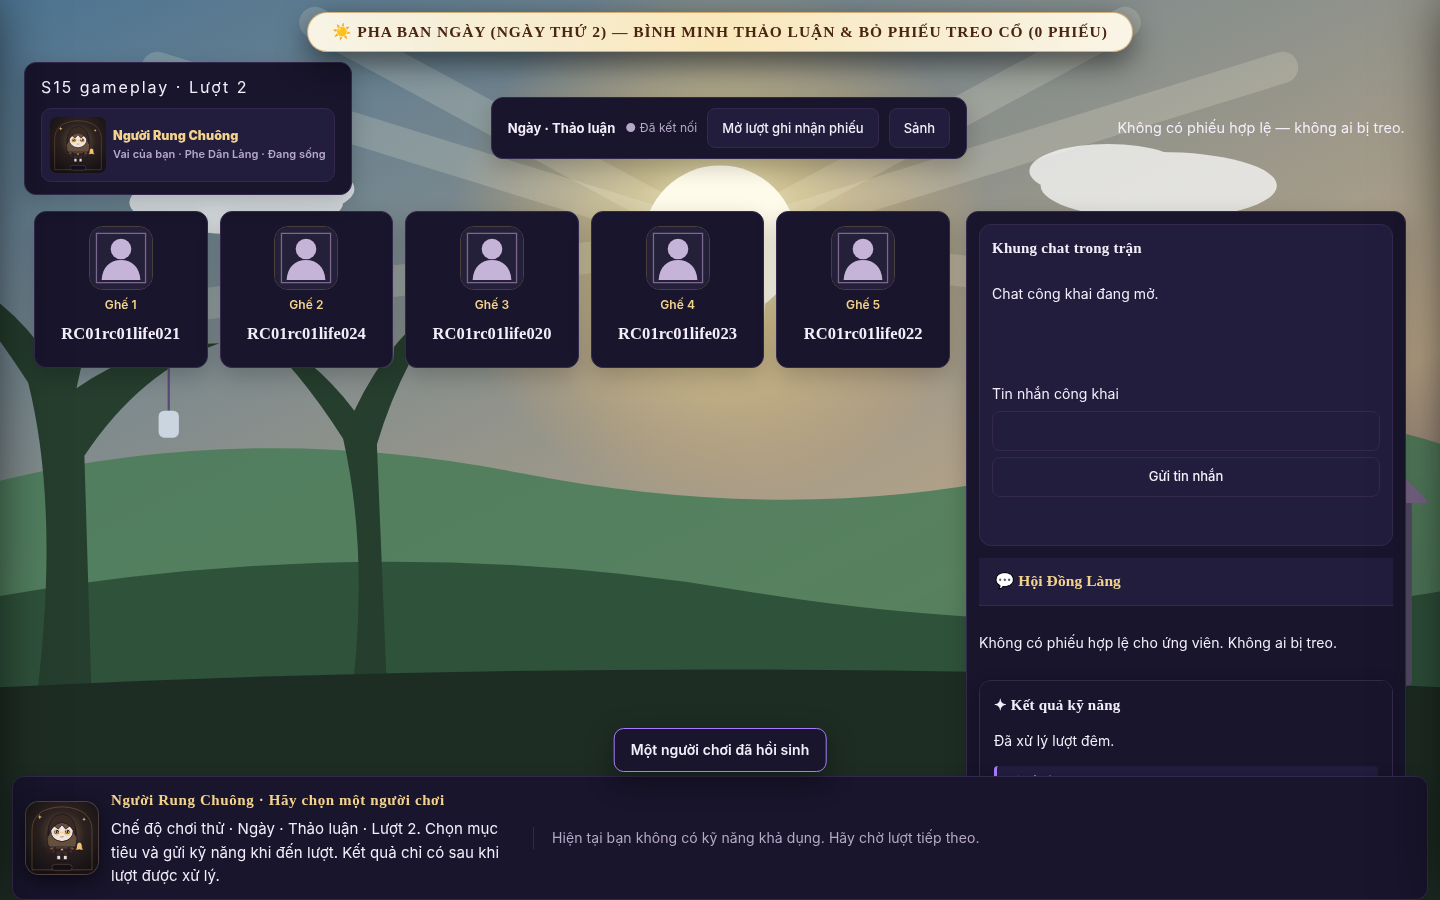 ☀️ PHA BAN NGÀY (NGÀY THỨ 2) — BÌNH MINH THẢO LUẬN & BỎ PHIẾU TREO CỔ (0 PHIẾU)
S15 gameplay · Lượt 2
Người Rung Chuông
Vai của bạn · Phe Dân Làng · Đang sống
Ngày · Thảo luận
Đã kết nối
Mở lượt ghi nhận phiếu
Sảnh
Không có phiếu hợp lệ — không ai bị treo.
Ghế 1
RC01rc01life021
Ghế 2
RC01rc01life024
Ghế 3
RC01rc01life020
Ghế 4
RC01rc01life023
Ghế 5
RC01rc01life022
Khung chat trong trận
Chat công khai đang mở.
Tin nhắn công khai
Gửi tin nhắn
💬 Hội Đồng Làng
Không có phiếu hợp lệ cho ứng viên. Không ai bị treo.
✦ Kết quả kỹ năng
Đã xử lý lượt đêm.
Một người chơi đã hồi sinh
Người Rung Chuông · Hãy chọn một người chơi
Chế độ chơi thử · Ngày · Thảo luận · Lượt 2. Chọn mục
tiêu và gửi kỹ năng khi đến lượt. Kết quả chỉ có sau khi
lượt được xử lý.
Hiện tại bạn không có kỹ năng khả dụng. Hãy chờ lượt tiếp theo.